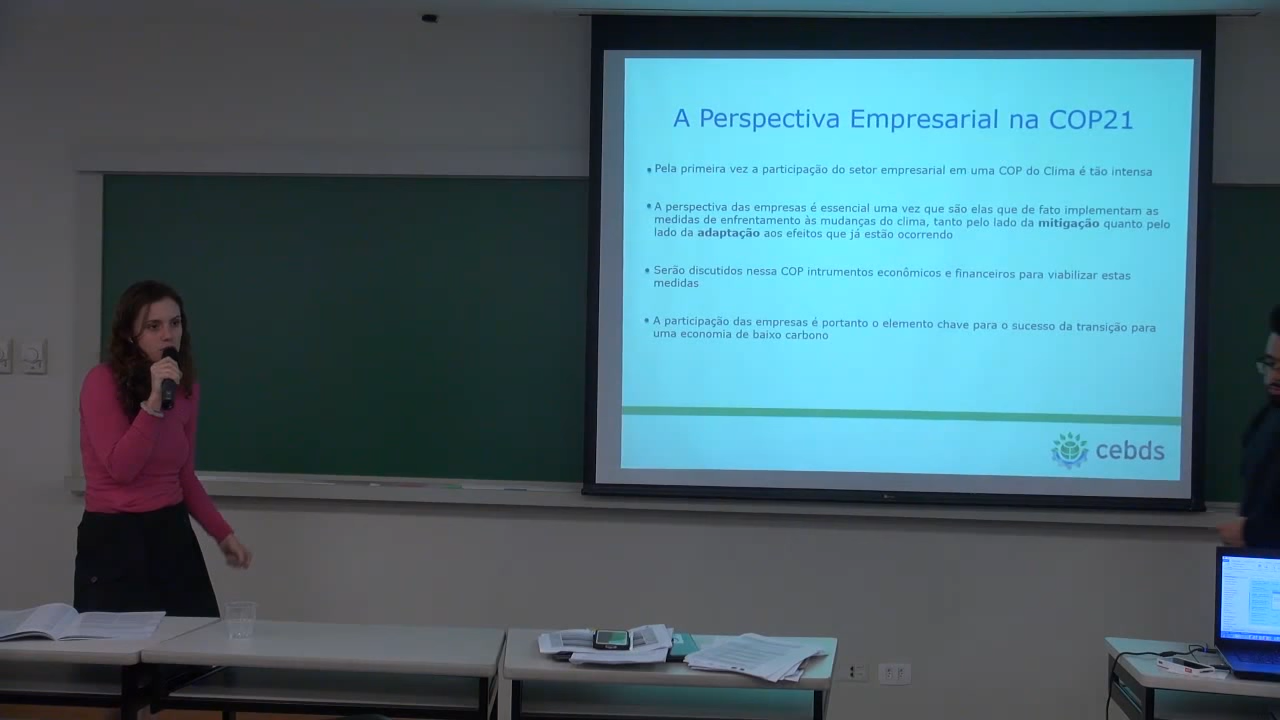 A Perspectiva Empresarial na COP21
• Pela primeira vez a participação do setor empresarial em uma COP do Clima é tão intensa
• A perspectiva das empresas é essencial uma vez que são elas que de fato implementam as
medidas de enfrentamento às mudanças do clima, tanto pelo lado da mitigação quanto pelo
lado da adaptação aos efeitos que já estão ocorrendo
• Serão discutidos nessa COP intrumentos econômicos e financeiros para viabilizar estas
medidas
• A participação das empresas é portanto o elemento chave para o sucesso da transição para
uma economia de baixo carbono
cebds